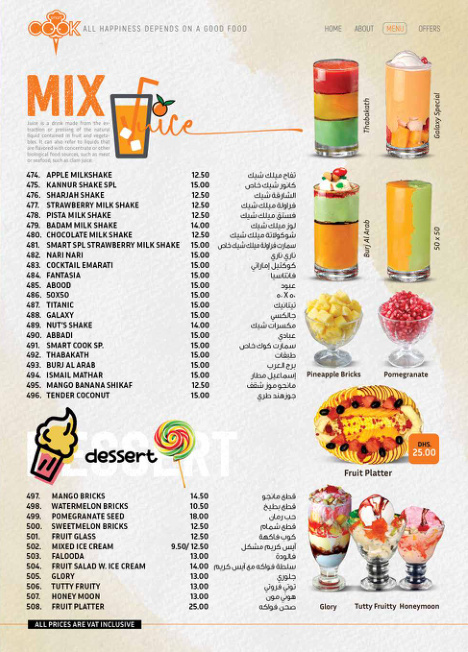 COOK
ALL HAPPINESS DEPENDS ON A GOOD FOOD
HOME ABOUT MENU OFFERS
MIX
juice
Juice is a drink made from the ex-
traction or pressing of the natural
liquid contained in fruit and vegeta-
bles. It can also refer to liquids that
are flavored with concentrate or other
biological food sources, such as meat
or seafood, such as clam juice.
474. APPLE MILKSHAKE 12.50 تفاح ميلك شيك
475. KANNUR SHAKE SPL 15.00 كانور شيك خاص
476. SHARJAH SHAKE 12.50 الشارقة شيك
477. STRAWBERRY MILK SHAKE 12.50 فراولة ميلك شيك
478. PISTA MILK SHAKE 12.50 فستق ميلك شيك
479. BADAM MILK SHAKE 14.00 لوز ميلك شيك
480. CHOCOLATE MILK SHAKE 12.50 شوكولاتة ميلك شيك
481. SMART SPL STRAWBERRY MILK SHAKE 15.00 سمارت فراولة ميلك شيك خاص
482. NARI NARI 15.00 ناري ناري
483. COCKTAIL EMARATI 15.00 كوكتيل إماراتي
484. FANTASIA 15.00 فانتاسيا
485. ABOOD 15.00 عبود
486. 50X50 15.00 ٥٠X٥٠
487. TITANIC 15.00 تيتانيك
488. GALAXY 15.00 جالكسي
489. NUT'S SHAKE 14.00 مكسرات شيك
490. ABBADI 15.00 عبادي
491. SMART COOK SP. 15.00 سمارت كوك خاص
492. THABAKATH 15.00 طبقات
493. BURJ AL ARAB 15.00 برج العرب
494. ISMAIL MATHAR 15.00 إسماعيل مطار
495. MANGO BANANA SHIKAF 12.50 مانجو موز شقف
496. TENDER COCONUT 15.00 جوزهند طري
Thabakath
Galaxy Special
Burj Al Arab
50 x 50
Pineapple Bricks Pomegranate
DHS.
25.00
Fruit Platter
DESSERT
dessert
497. MANGO BRICKS 14.50 قطع مانجو
498. WATERMELON BRICKS 10.50 قطع بطيخ
499. POMEGRANATE SEED 18.00 حب رمان
500. SWEETMELON BRICKS 12.50 قطع شمام
501. FRUIT GLASS 12.50 كوب فاكهة
502. MIXED ICE CREAM 9.50/ 12.50 آيس كريم مشكل
503. FALOODA 13.00 فالودة
504. FRUIT SALAD W. ICE CREAM 14.00 سلطة فواكه مع آيس كريم
505. GLORY 13.00 جلوري
506. TUTTY FRUITY 13.00 توتي فروتي
507. HONEY MOON 13.00 هوني مون
508. FRUIT PLATTER 25.00 صحن فواكه
Glory Tutty Fruitty Honeymoon
ALL PRICES ARE VAT INCLUSIVE